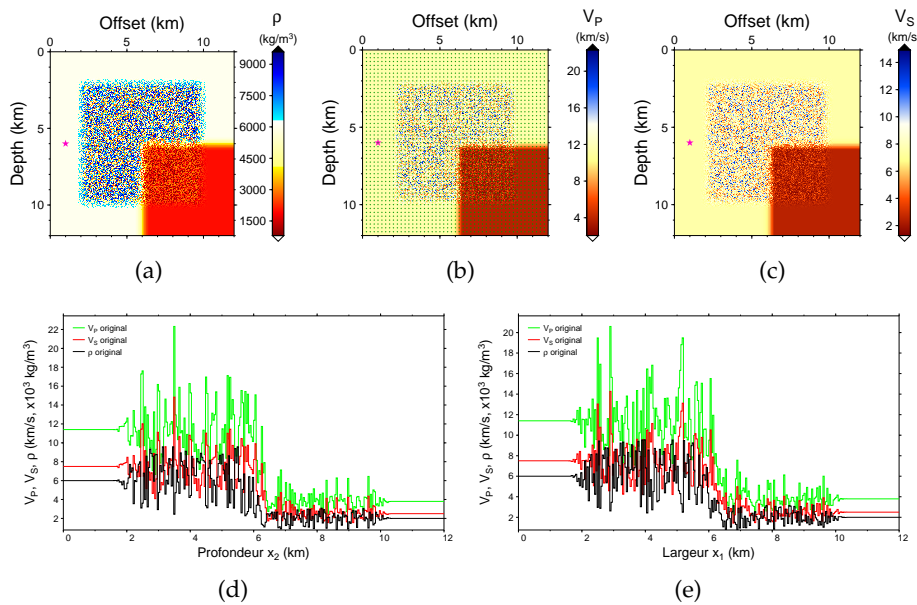 Offset (km)
0 5 10
ρ
(kg/m³)
Depth (km)
0
5
10
9000
7500
6000
4500
3000
1500
(a)
Offset (km)
0 5 10
V_P
(km/s)
Depth (km)
0
5
10
20
16
12
8
4
(b)
Offset (km)
0 5 10
V_S
(km/s)
Depth (km)
0
5
10
14
12
10
8
6
4
2
(c)
V_P, V_S, ρ (km/s, x10³ kg/m³)
22
20
18
16
14
12
10
8
6
4
2
V_P original
V_S original
ρ original
0 2 4 6 8 10 12
Profondeur x₂ (km)
(d)
V_P, V_S, ρ (km/s, x10³ kg/m³)
20
18
16
14
12
10
8
6
4
2
V_P original
V_S original
ρ original
0 2 4 6 8 10 12
Largeur x₁ (km)
(e)